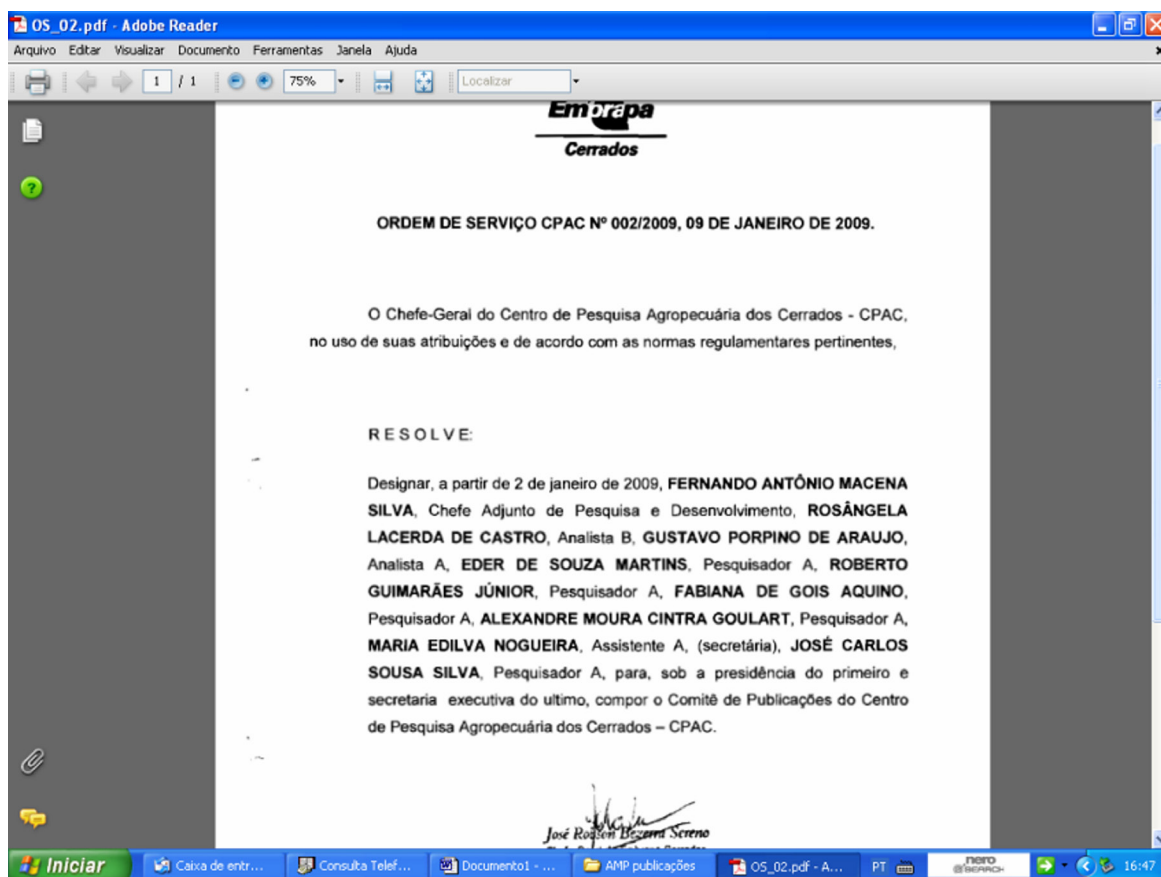 OS_02.pdf - Adobe Reader
Arquivo Editar Visualizar Documento Ferramentas Janela Ajuda
1 / 1 75% Localizar
Embrapa
Cerrados
ORDEM DE SERVIÇO CPAC Nº 002/2009, 09 DE JANEIRO DE 2009.
O Chefe-Geral do Centro de Pesquisa Agropecuária dos Cerrados - CPAC,
no uso de suas atribuições e de acordo com as normas regulamentares pertinentes,
R E S O L V E:
Designar, a partir de 2 de janeiro de 2009, FERNANDO ANTÔNIO MACENA
SILVA, Chefe Adjunto de Pesquisa e Desenvolvimento, ROSÂNGELA
LACERDA DE CASTRO, Analista B, GUSTAVO PORPINO DE ARAUJO,
Analista A, EDER DE SOUZA MARTINS, Pesquisador A, ROBERTO
GUIMARÃES JÚNIOR, Pesquisador A, FABIANA DE GOIS AQUINO,
Pesquisador A, ALEXANDRE MOURA CINTRA GOULART, Pesquisador A,
MARIA EDILVA NOGUEIRA, Assistente A, (secretária), JOSÉ CARLOS
SOUSA SILVA, Pesquisador A, para, sob a presidência do primeiro e
secretaria executiva do ultimo, compor o Comitê de Publicações do Centro
de Pesquisa Agropecuária dos Cerrados – CPAC.
José Robson Bezerra Sereno
Iniciar Caixa de entr... Consulta Telef... Documento1 - ... AMP publicações OS_02.pdf - A... PT nero SEARCH 16:47